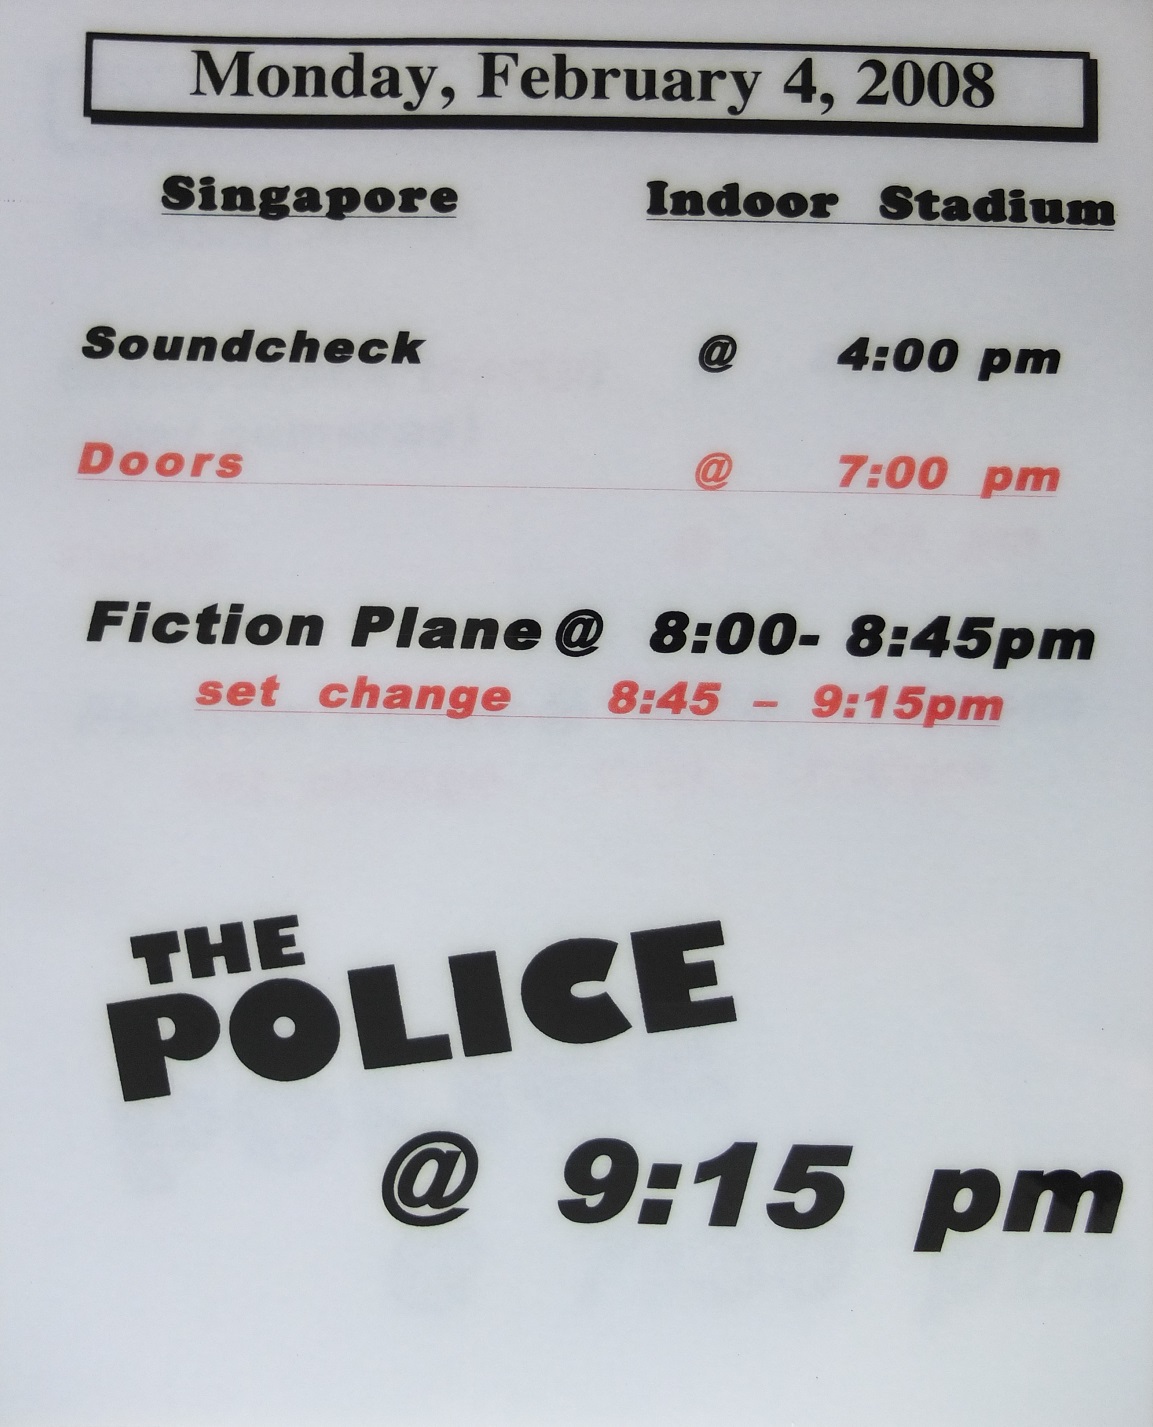 Monday, February 4, 2008
Singapore Indoor Stadium
Soundcheck @ 4:00 pm
Doors @ 7:00 pm
Fiction Plane @ 8:00- 8:45pm
set change 8:45 – 9:15pm
THE
POLICE
@ 9:15 pm